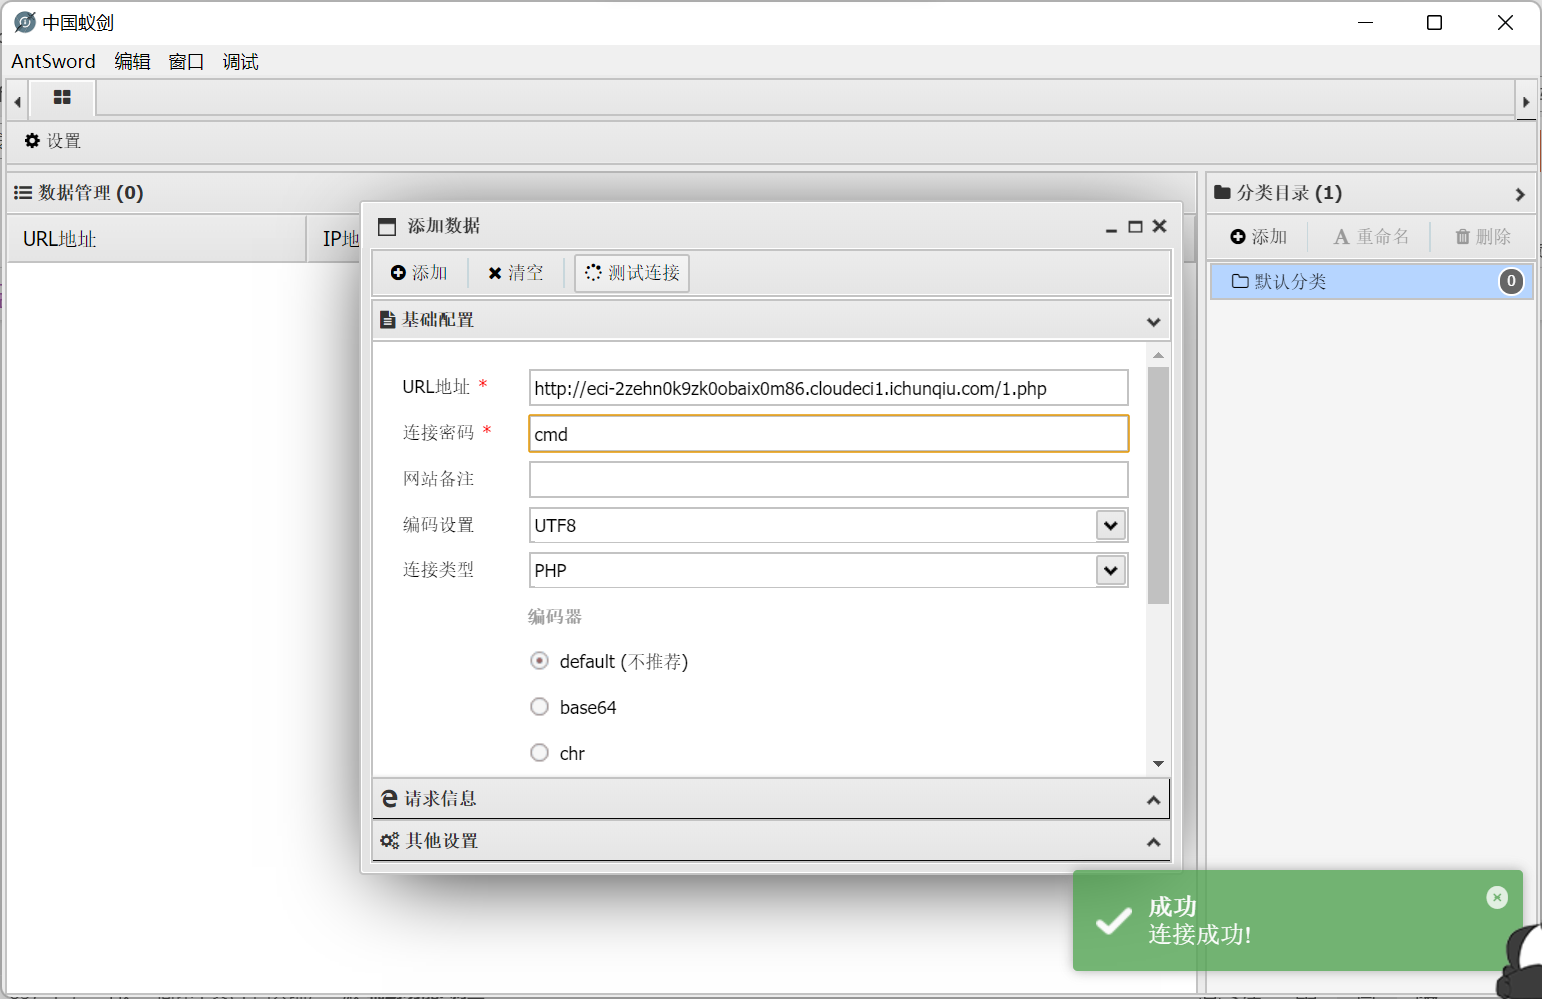 中国蚁剑
AntSword 编辑 窗口 调试
设置
数据管理 (0)
URL地址
IP地
分类目录 (1)
添加 重命名 删除
默认分类 0
添加数据
添加 清空 测试连接
基础配置
URL地址 * http://eci-2zehn0k9zk0obaix0m86.cloudeci1.ichunqiu.com/1.php
连接密码 * cmd
网站备注
编码设置 UTF8
连接类型 PHP
编码器
default (不推荐)
base64
chr
请求信息
其他设置
成功
连接成功!